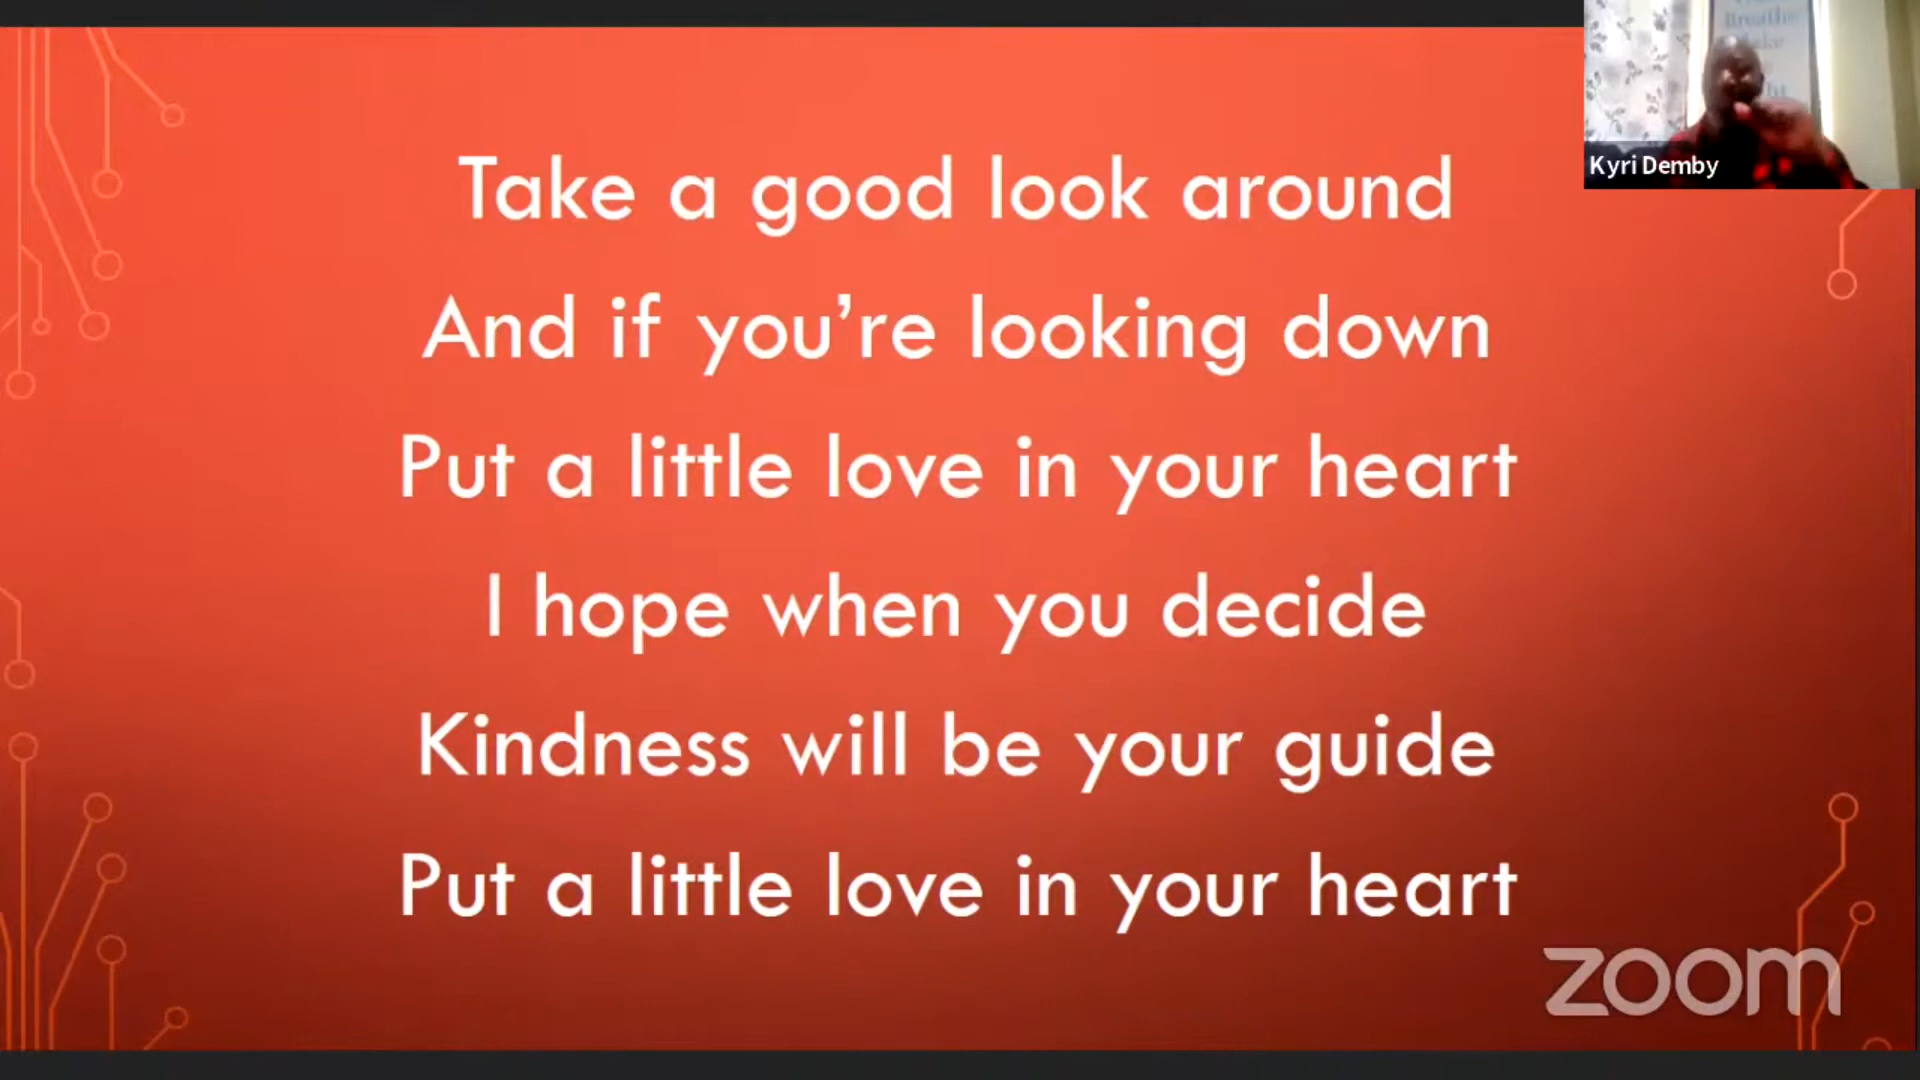 Take a good look around
And if you're looking down
Put a little love in your heart
I hope when you decide
Kindness will be your guide
Put a little love in your heart
Breathe
Kyri Demby
zoom